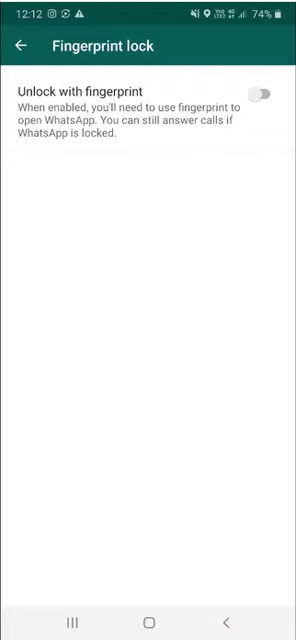 12:12 74%
Fingerprint lock
Unlock with fingerprint
When enabled, you'll need to use fingerprint to
open WhatsApp. You can still answer calls if
WhatsApp is locked.